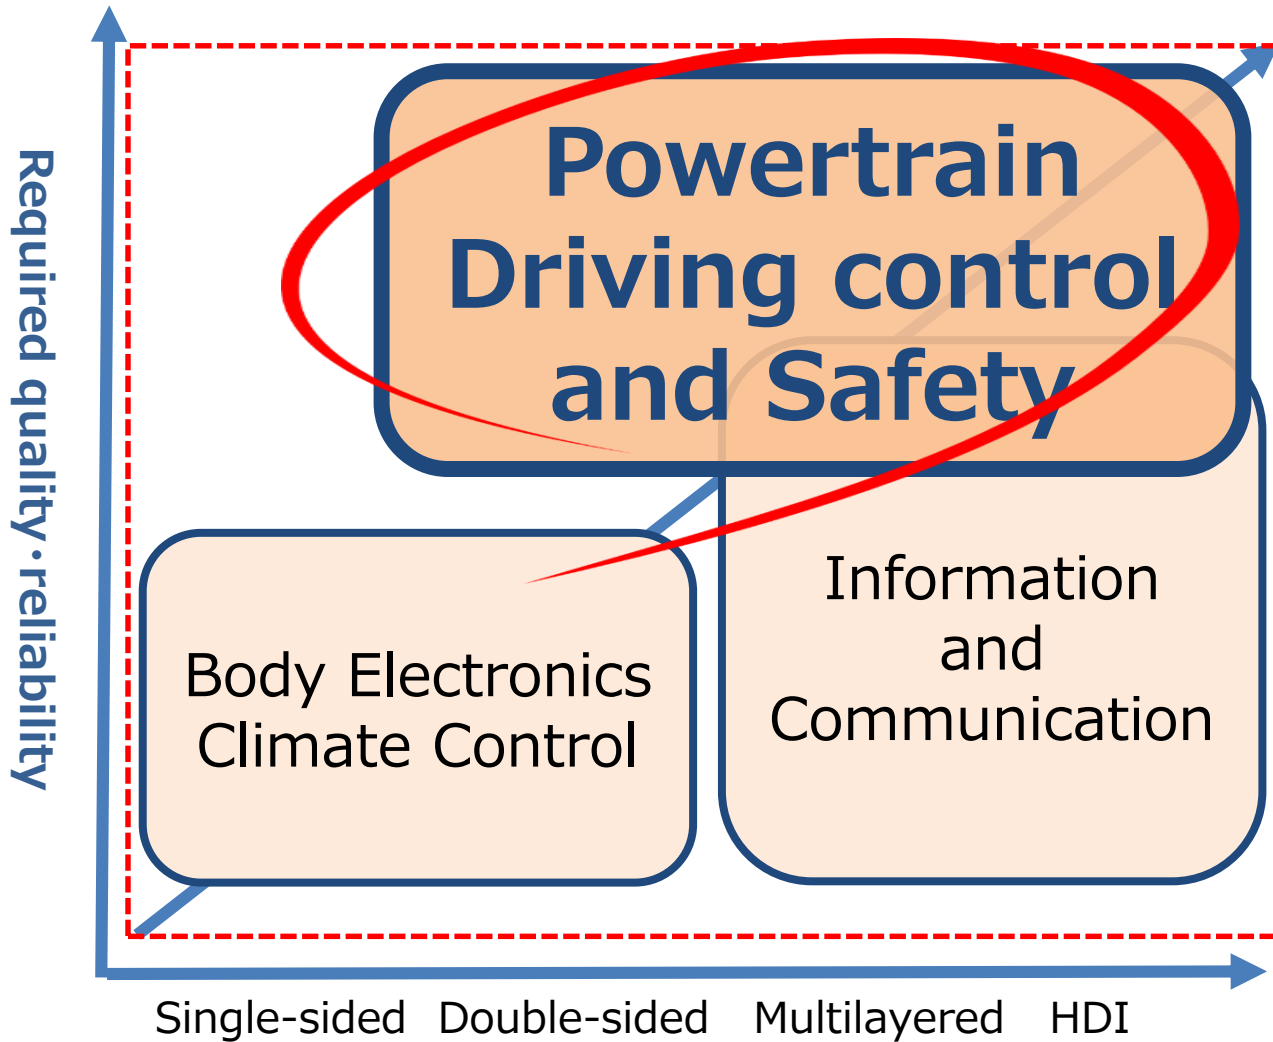 Required quality・reliability
Powertrain
Driving control
and Safety
Information
and
Communication
Body Electronics
Climate Control
Single-sided Double-sided Multilayered HDI